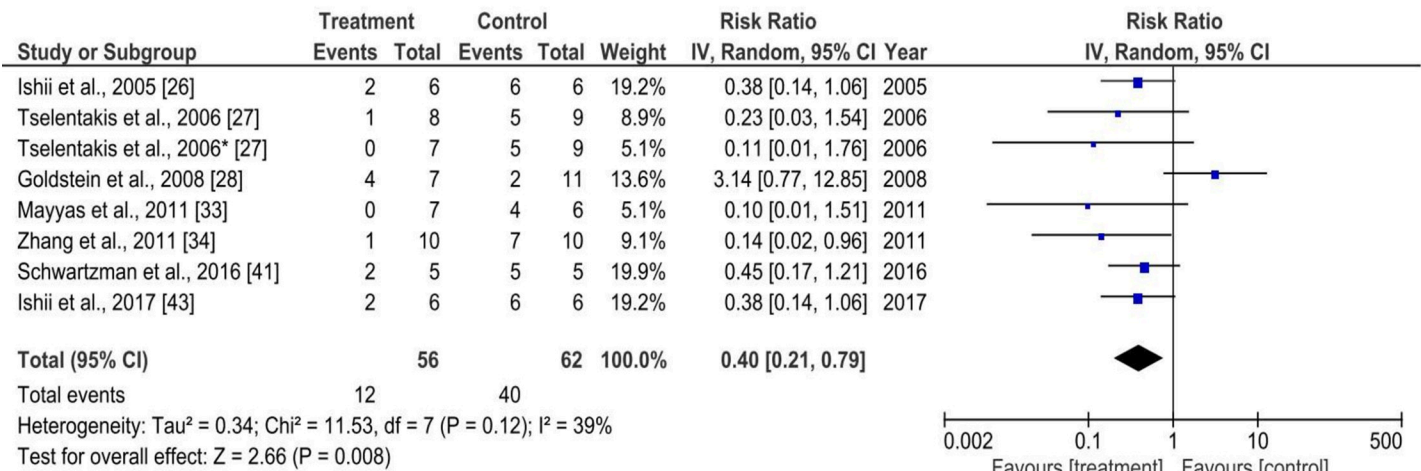 Treatment Control Risk Ratio Risk Ratio
Study or Subgroup Events Total Events Total Weight IV, Random, 95% CI Year IV, Random, 95% CI
Ishii et al., 2005 [26] 2 6 6 6 19.2% 0.38 [0.14, 1.06] 2005
Tselentakis et al., 2006 [27] 1 8 5 9 8.9% 0.23 [0.03, 1.54] 2006
Tselentakis et al., 2006* [27] 0 7 5 9 5.1% 0.11 [0.01, 1.76] 2006
Goldstein et al., 2008 [28] 4 7 2 11 13.6% 3.14 [0.77, 12.85] 2008
Mayyas et al., 2011 [33] 0 7 4 6 5.1% 0.10 [0.01, 1.51] 2011
Zhang et al., 2011 [34] 1 10 7 10 9.1% 0.14 [0.02, 0.96] 2011
Schwartzman et al., 2016 [41] 2 5 5 5 19.9% 0.45 [0.17, 1.21] 2016
Ishii et al., 2017 [43] 2 6 6 6 19.2% 0.38 [0.14, 1.06] 2017
Total (95% CI) 56 62 100.0% 0.40 [0.21, 0.79]
Total events 12 40
Heterogeneity: Tau² = 0.34; Chi² = 11.53, df = 7 (P = 0.12); I² = 39%
Test for overall effect: Z = 2.66 (P = 0.008)
0.002 0.1 1 10 500
Favours [treatment] Favours [control]